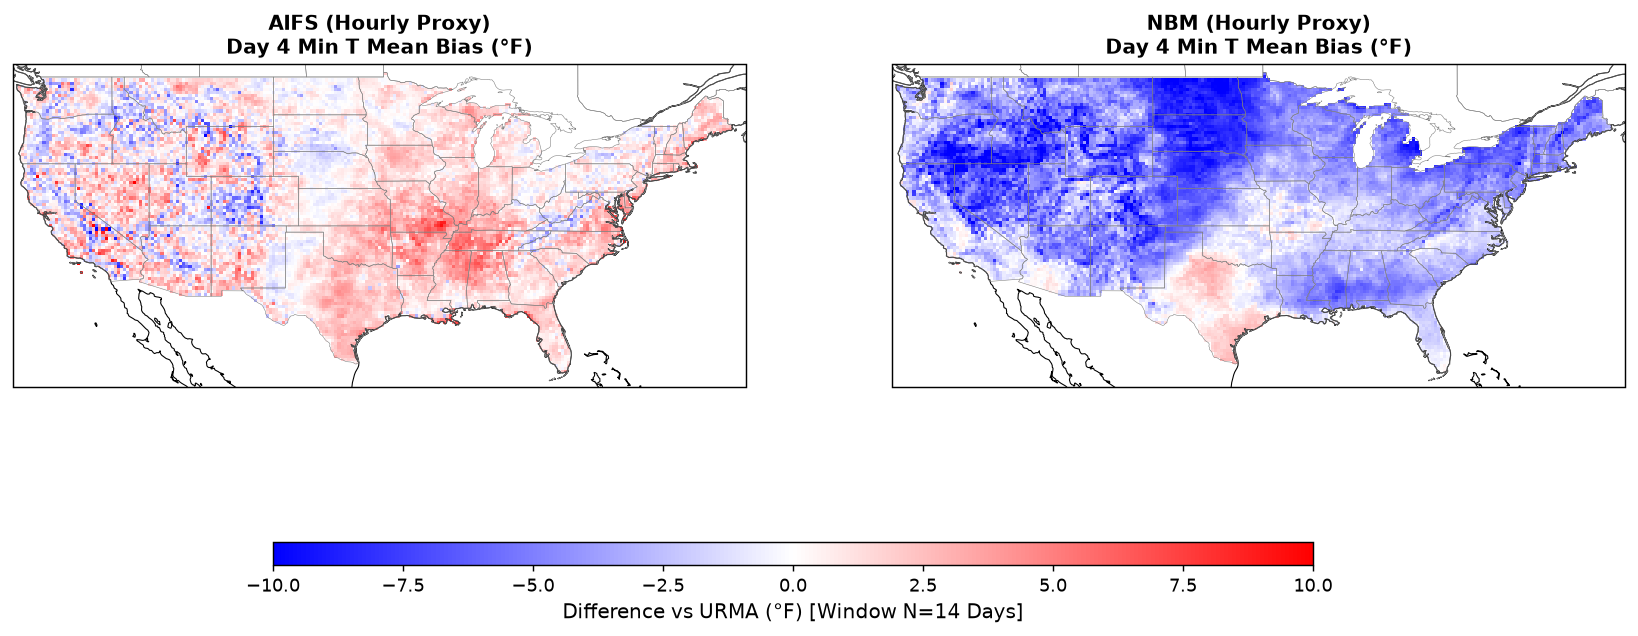 AIFS (Hourly Proxy)
Day 4 Min T Mean Bias (°F)
NBM (Hourly Proxy)
Day 4 Min T Mean Bias (°F)
−10.0 −7.5 −5.0 −2.5 0.0 2.5 5.0 7.5 10.0
Difference vs URMA (°F) [Window N=14 Days]